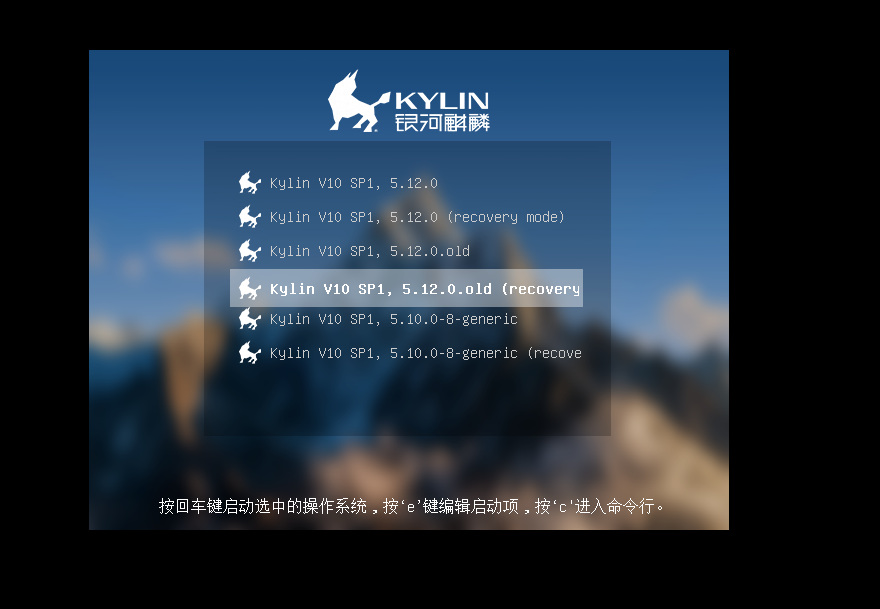 KYLIN
银河麒麟
Kylin V10 SP1, 5.12.0
Kylin V10 SP1, 5.12.0 (recovery mode)
Kylin V10 SP1, 5.12.0.old
Kylin V10 SP1, 5.12.0.old (recovery
Kylin V10 SP1, 5.10.0-8-generic
Kylin V10 SP1, 5.10.0-8-generic (recove
按回车键启动选中的操作系统，按‘e’键编辑启动项，按‘c'进入命令行。